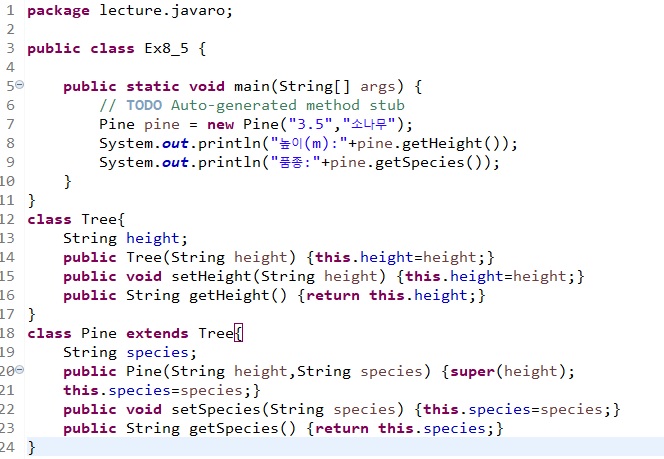 1 package lecture.javaro;
2
3 public class Ex8_5 {
4
5 public static void main(String[] args) {
6 // TODO Auto-generated method stub
7 Pine pine = new Pine("3.5","소나무");
8 System.out.println("높이(m):"+pine.getHeight());
9 System.out.println("품종:"+pine.getSpecies());
10 }
11 }
12 class Tree{
13 String height;
14 public Tree(String height) {this.height=height;}
15 public void setHeight(String height) {this.height=height;}
16 public String getHeight() {return this.height;}
17 }
18 class Pine extends Tree{
19 String species;
20 public Pine(String height,String species) {super(height);
21 this.species=species;}
22 public void setSpecies(String species) {this.species=species;}
23 public String getSpecies() {return this.species;}
24 }